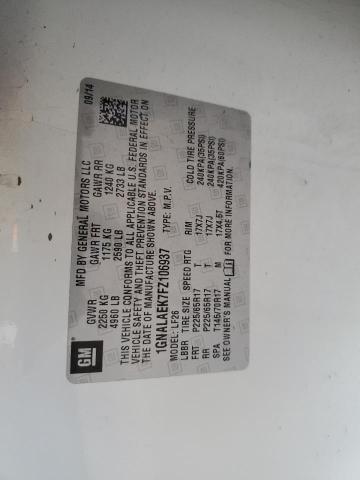 GM
MFD BY GENERAL MOTORS LLC 09/14
GVWR GAWR FRT GAWR RR
2250 KG 1175 KG 1240 KG
4960 LB 2590 LB 2733 LB
THIS VEHICLE CONFORMS TO ALL APPLICABLE U.S. FEDERAL MOTOR
VEHICLE SAFETY AND THEFT PREVENTION STANDARDS IN EFFECT ON
THE DATE OF MANUFACTURE SHOWN ABOVE.
1GNALAEK7FZ106937 TYPE: M.P.V.
MODEL: LF26
LBBR TIRE SIZE SPEED RTG RIM COLD TIRE PRESSURE
FRT P225/65R17 T 17X7J 240KPA(35PSI)
RR P225/65R17 T 17X7J 240KPA(35PSI)
SPA T145/70R17 M 17X4.5T 420KPA(60PSI)
SEE OWNER'S MANUAL FOR MORE INFORMATION.